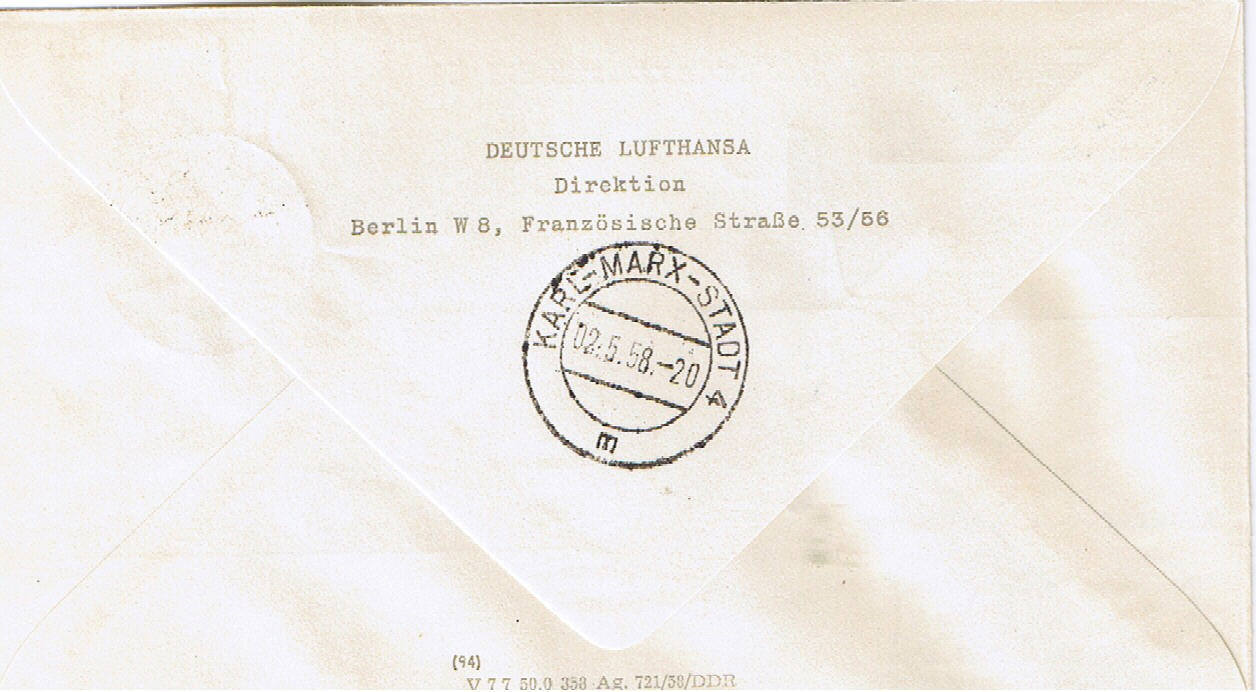 DEUTSCHE LUFTHANSA
Direktion
Berlin W 8, Französische Straße 53/56
KARL-MARX-STADT 4
02.5.58.-20
m
(94)
V 7 7 50.0 358 Ag. 721/58/DDR